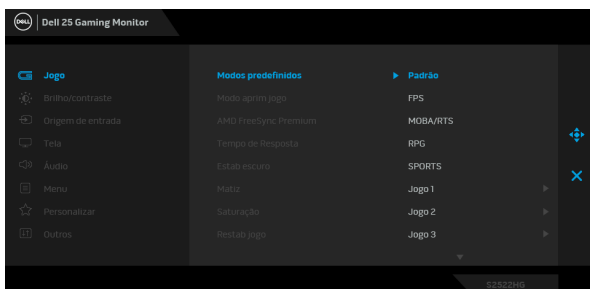 DELL Dell 25 Gaming Monitor
Jogo Modos predefinidos Padrão
Brilho/contraste Modo aprim jogo FPS
Origem de entrada AMD FreeSync Premium MOBA/RTS
Tela Tempo de Resposta RPG
Áudio Estab escuro SPORTS
Menu Matiz Jogo 1
Personalizar Saturação Jogo 2
Outros Restab jogo Jogo 3
S2522HG